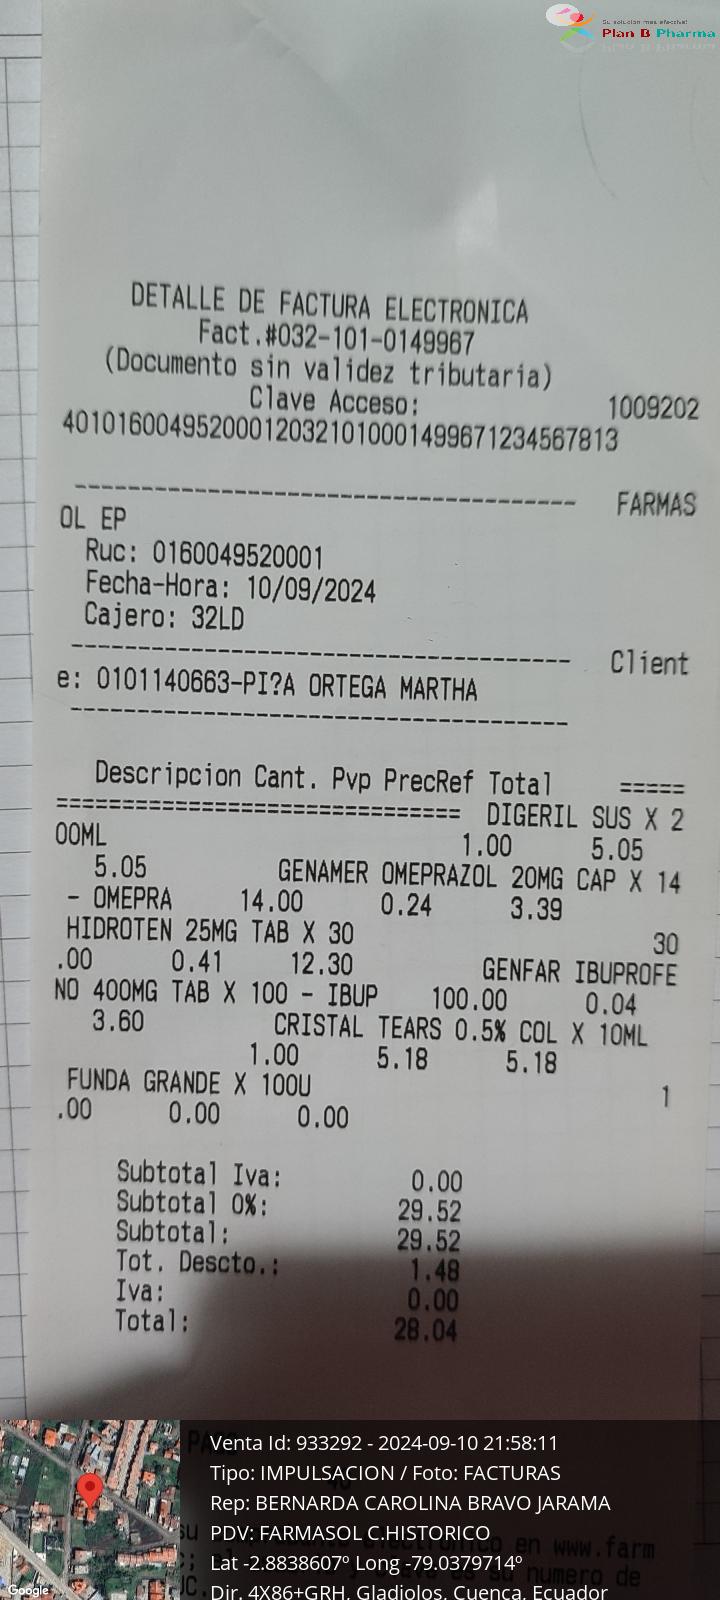 Su solucion mas efectiva!
Plan B Pharma
DETALLE DE FACTURA ELECTRONICA
Fact.#032-101-0149967
(Documento sin validez tributaria)
Clave Acceso: 1009202
401016004952000120321010001499671234567813
------------------------------------- FARMAS
OL EP
Ruc: 0160049520001
Fecha-Hora: 10/09/2024
Cajero: 32LD
------------------------------------- Client
e: 0101140663-PI?A ORTEGA MARTHA
-------------------------------------
Descripcion Cant. Pvp PrecRef Total =====
=============================== DIGERIL SUS X 2
00ML 1.00 5.05
5.05 GENAMER OMEPRAZOL 20MG CAP X 14
- OMEPRA 14.00 0.24 3.39
HIDROTEN 25MG TAB X 30 30
.00 0.41 12.30 GENFAR IBUPROFE
NO 400MG TAB X 100 - IBUP 100.00 0.04
3.60 CRISTAL TEARS 0.5% COL X 10ML
1.00 5.18 5.18
FUNDA GRANDE X 100U 1
.00 0.00 0.00
Subtotal Iva: 0.00
Subtotal 0%: 29.52
Subtotal: 29.52
Tot. Descto.: 1.48
Iva: 0.00
Total: 28.04
Venta Id: 933292 - 2024-09-10 21:58:11
Tipo: IMPULSACION / Foto: FACTURAS
Rep: BERNARDA CAROLINA BRAVO JARAMA
PDV: FARMASOL C.HISTORICO
en www.farm
Lat -2.8838607º Long -79.0379714º
numero de
Dir. 4X86+GRH, Gladiolos, Cuenca, Ecuador
Google